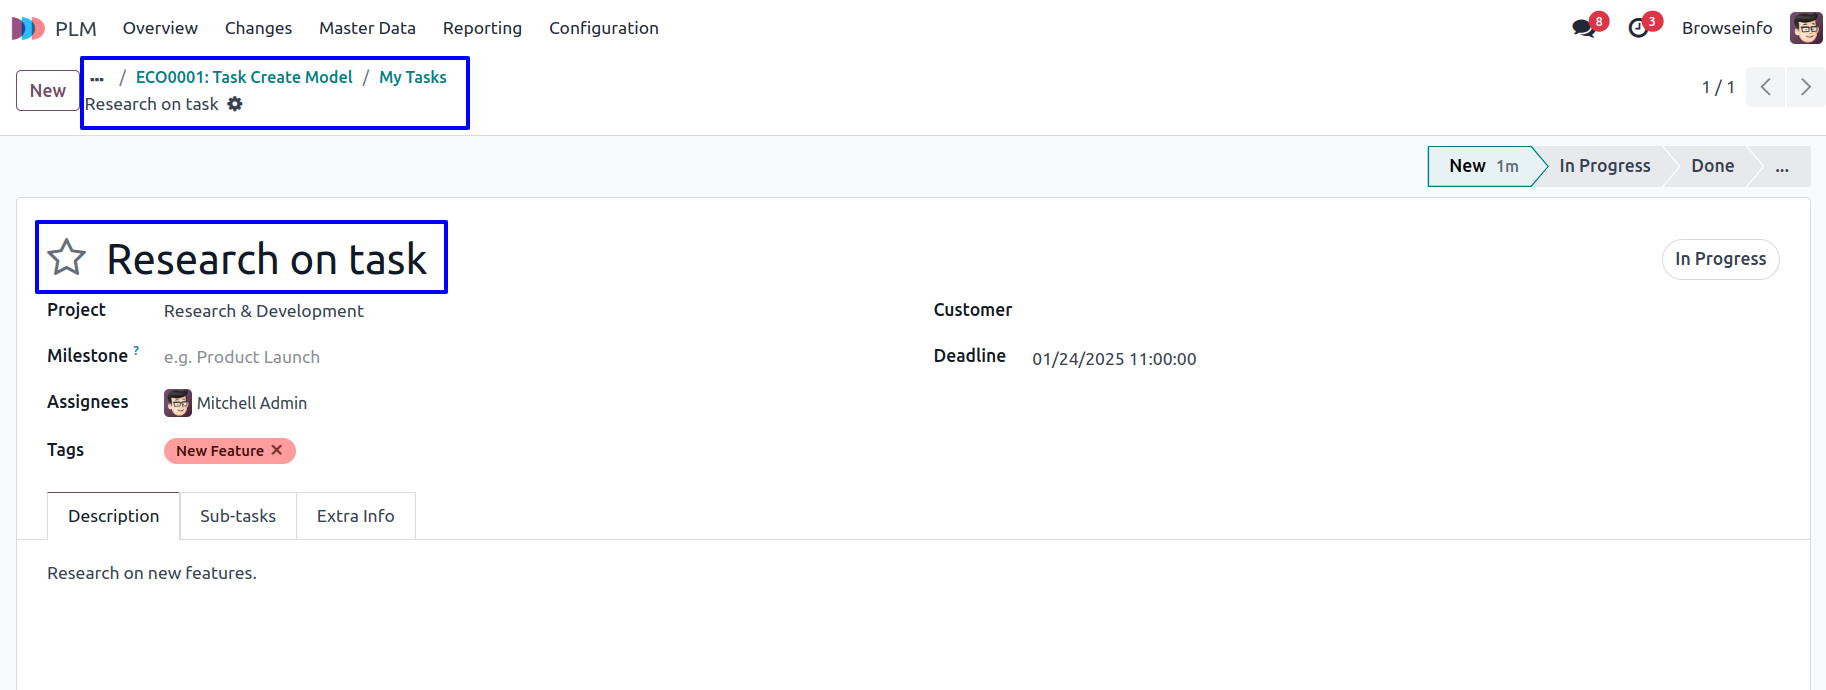 PLM Overview Changes Master Data Reporting Configuration 8 3 Browseinfo
New ... / ECO0001: Task Create Model / My Tasks
Research on task
1 / 1
New 1m In Progress Done ...
Research on task
In Progress
Project Research & Development
Customer
Milestone ? e.g. Product Launch
Deadline 01/24/2025 11:00:00
Assignees Mitchell Admin
Tags New Feature ✕
Description Sub-tasks Extra Info
Research on new features.